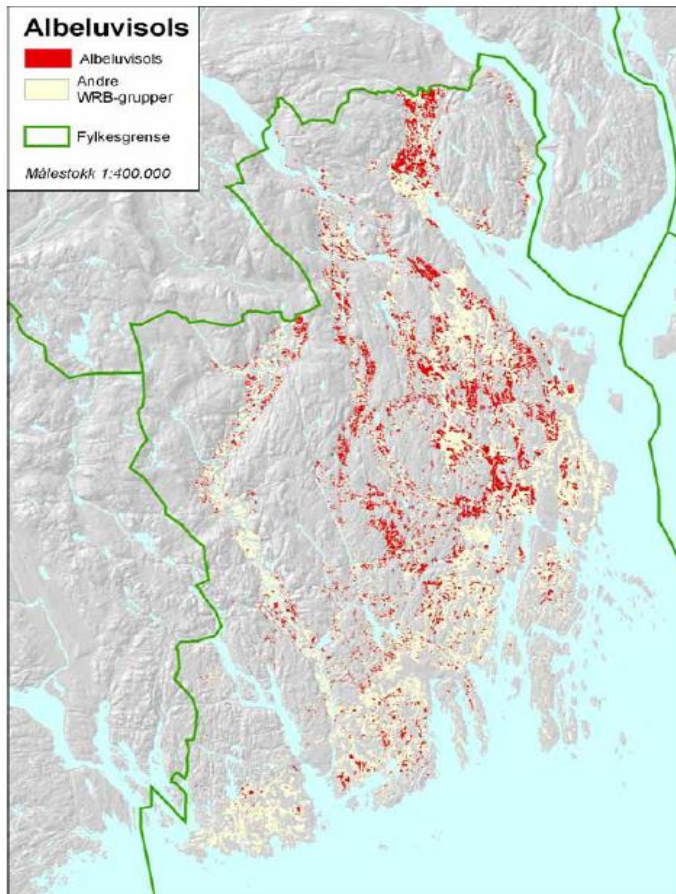 Albeluvisols
Albeluvisols
Andre
WRB-grupper
Fylkesgrense
Målestokk 1:400.000